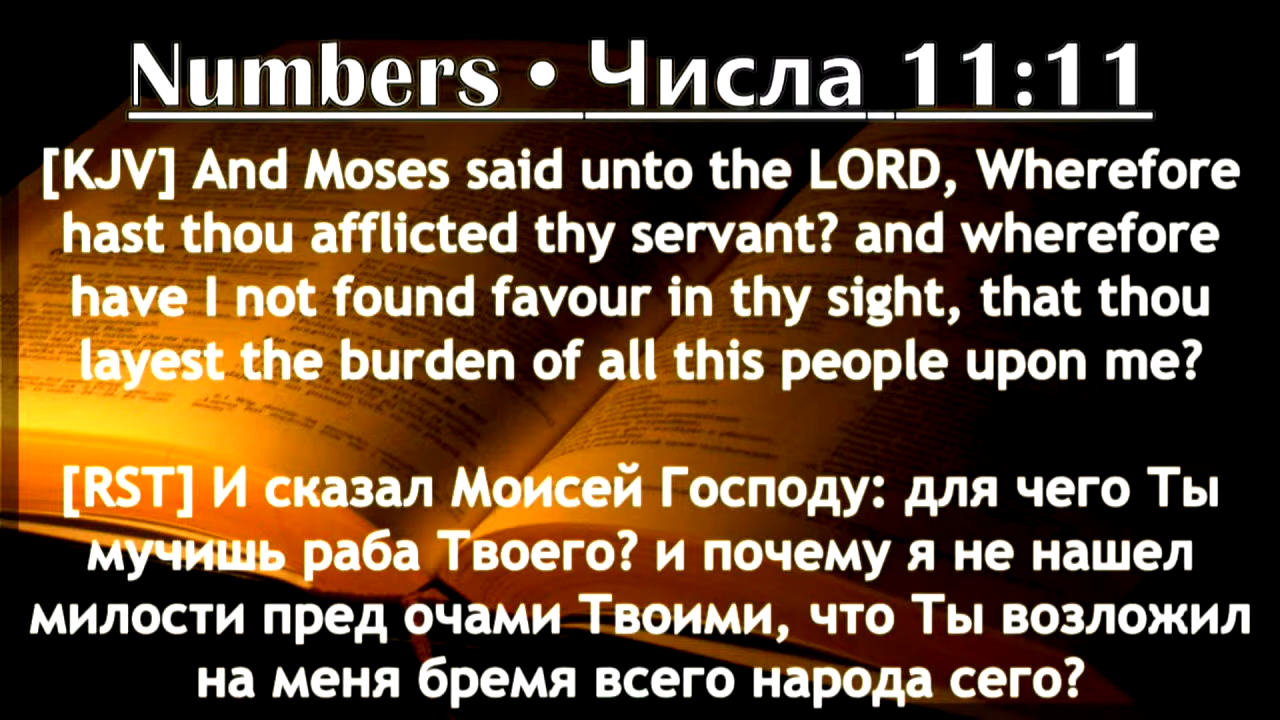 Numbers • Числа 11:11
[KJV] And Moses said unto the LORD, Wherefore
hast thou afflicted thy servant? and wherefore
have I not found favour in thy sight, that thou
layest the burden of all this people upon me?
[RST] И сказал Моисей Господу: для чего Ты
мучишь раба Твоего? и почему я не нашел
милости пред очами Твоими, что Ты возложил
на меня бремя всего народа сего?